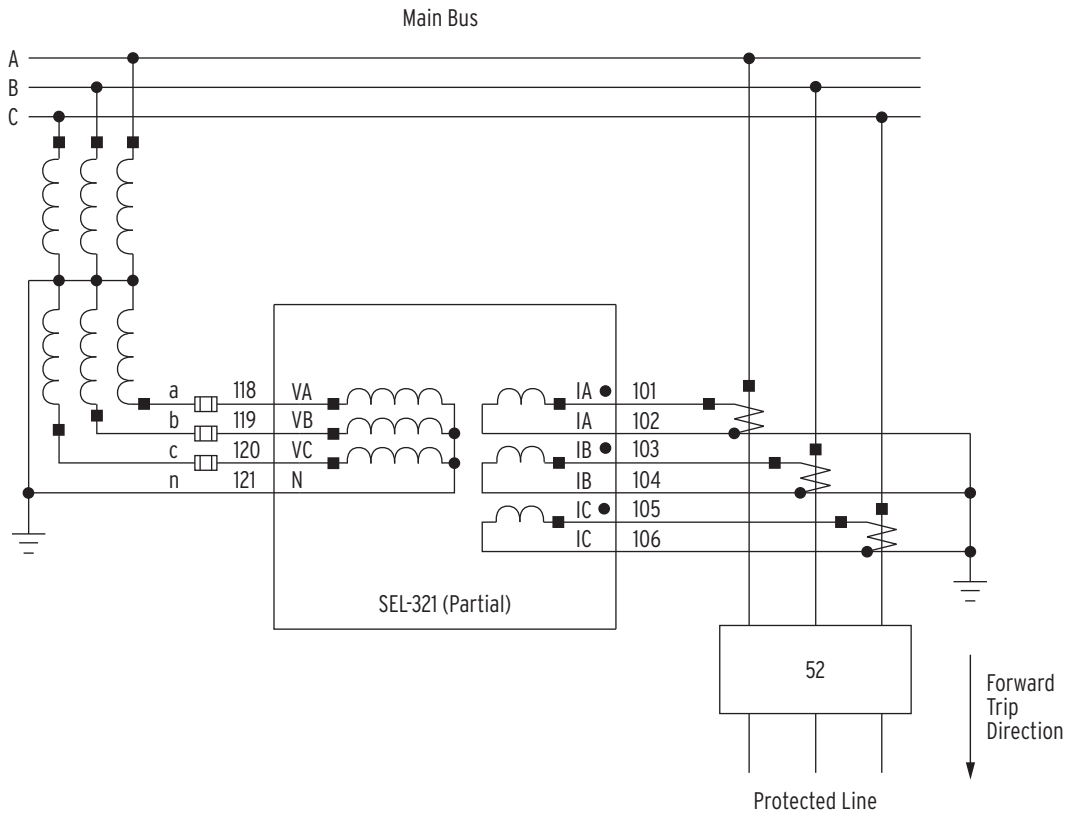 Main Bus
A
B
C
a 118 VA
b 119 VB
c 120 VC
n 121 N
IA 101
IA 102
IB 103
IB 104
IC 105
IC 106
SEL-321 (Partial)
52
Forward
Trip
Direction
Protected Line